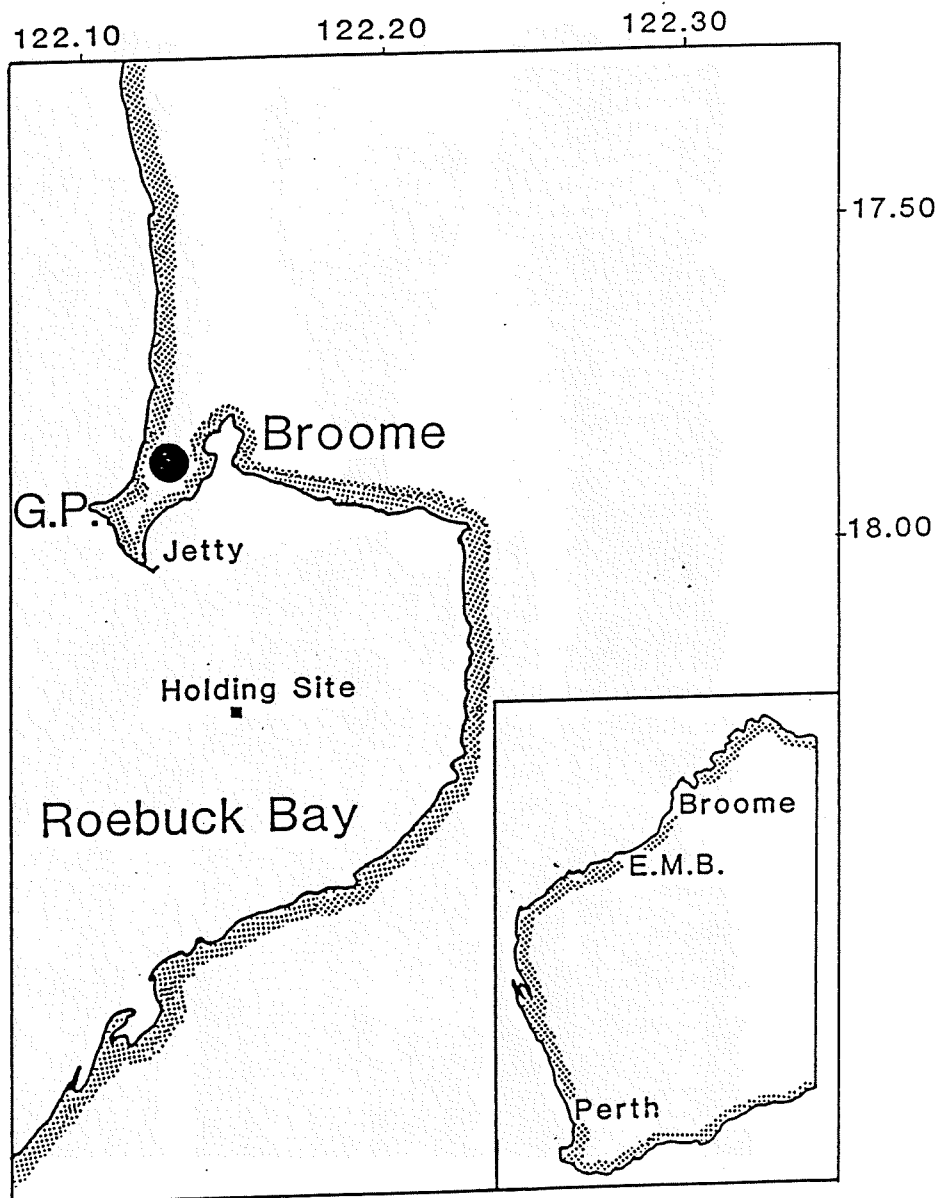 122.10 122.20 122.30
17.50
Broome
G.P.
18.00
Jetty
Holding Site
Roebuck Bay
Broome
E.M.B.
Perth